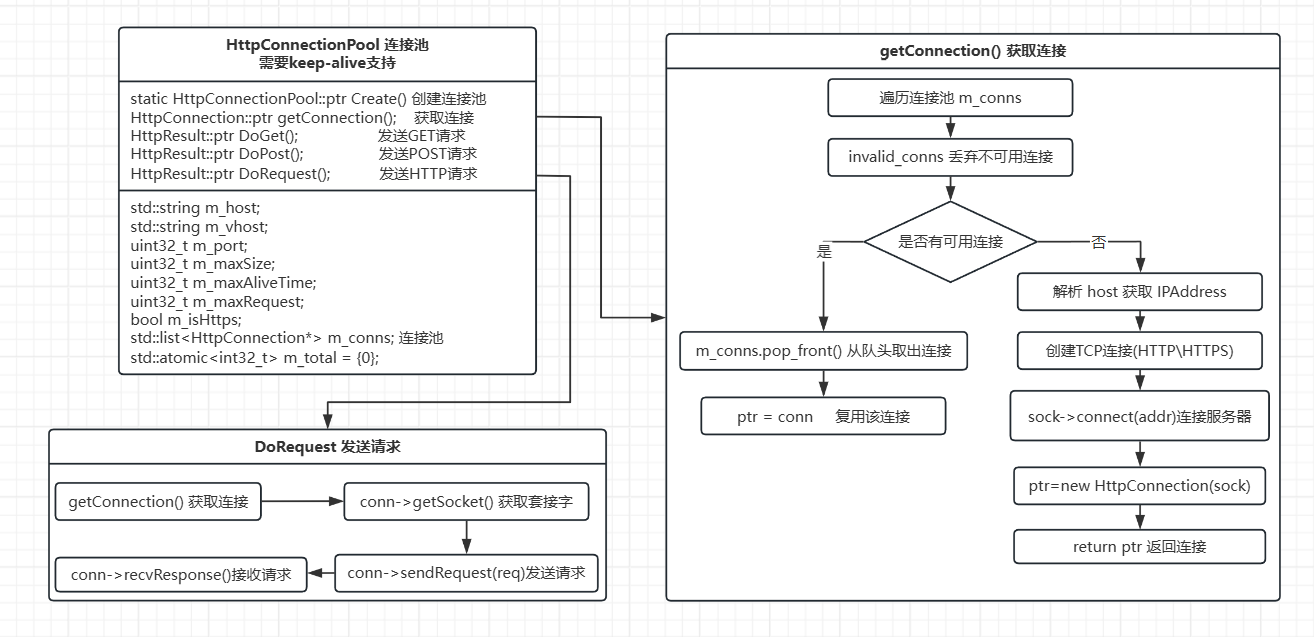 HttpConnectionPool 连接池
需要keep-alive支持
static HttpConnectionPool::ptr Create() 创建连接池
HttpConnection::ptr getConnection(); 获取连接
HttpResult::ptr DoGet(); 发送GET请求
HttpResult::ptr DoPost(); 发送POST请求
HttpResult::ptr DoRequest(); 发送HTTP请求
std::string m_host;
std::string m_vhost;
uint32_t m_port;
uint32_t m_maxSize;
uint32_t m_maxAliveTime;
uint32_t m_maxRequest;
bool m_isHttps;
std::list<HttpConnection*> m_conns; 连接池
std::atomic<int32_t> m_total = {0};
DoRequest 发送请求
getConnection() 获取连接
conn->getSocket() 获取套接字
conn->sendRequest(req)发送请求
conn->recvResponse()接收请求
getConnection() 获取连接
遍历连接池 m_conns
invalid_conns 丢弃不可用连接
是否有可用连接
是
否
m_conns.pop_front() 从队头取出连接
ptr = conn 复用该连接
解析 host 获取 IPAddress
创建TCP连接(HTTP\HTTPS)
sock->connect(addr)连接服务器
ptr=new HttpConnection(sock)
return ptr 返回连接